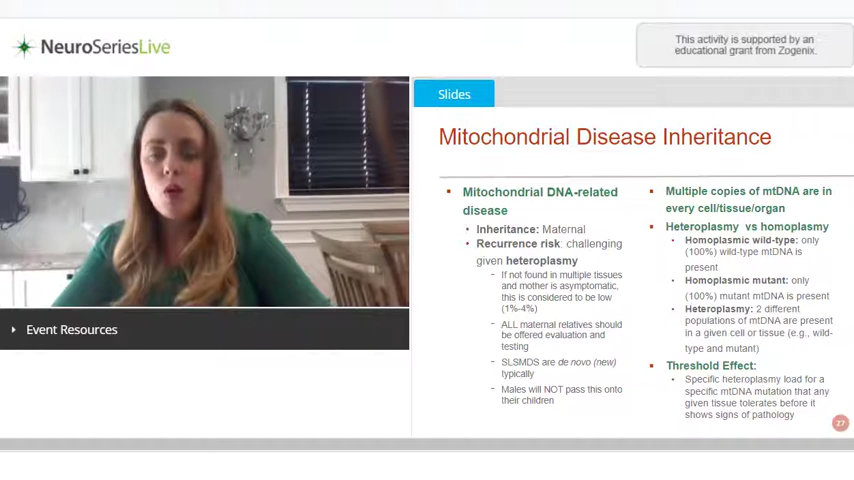 NeuroSeriesLive
This activity is supported by an
educational grant from Zogenix.
Slides
Mitochondrial Disease Inheritance
Mitochondrial DNA-related
disease
Inheritance: Maternal
Recurrence risk: challenging
given heteroplasmy
If not found in multiple tissues
and mother is asymptomatic,
this is considered to be low
(1%-4%)
ALL maternal relatives should
be offered evaluation and
testing
SLSMDS are de novo (new)
typically
Males will NOT pass this onto
their children
Multiple copies of mtDNA are in
every cell/tissue/organ
Heteroplasmy vs homoplasmy
Homoplasmic wild-type: only
(100%) wild-type mtDNA is
present
Homoplasmic mutant: only
(100%) mutant mtDNA is present
Heteroplasmy: 2 different
populations of mtDNA are present
in a given cell or tissue (e.g., wild-
type and mutant)
Threshold Effect:
Specific heteroplasmy load for a
specific mtDNA mutation that any
given tissue tolerates before it
shows signs of pathology
27
Event Resources